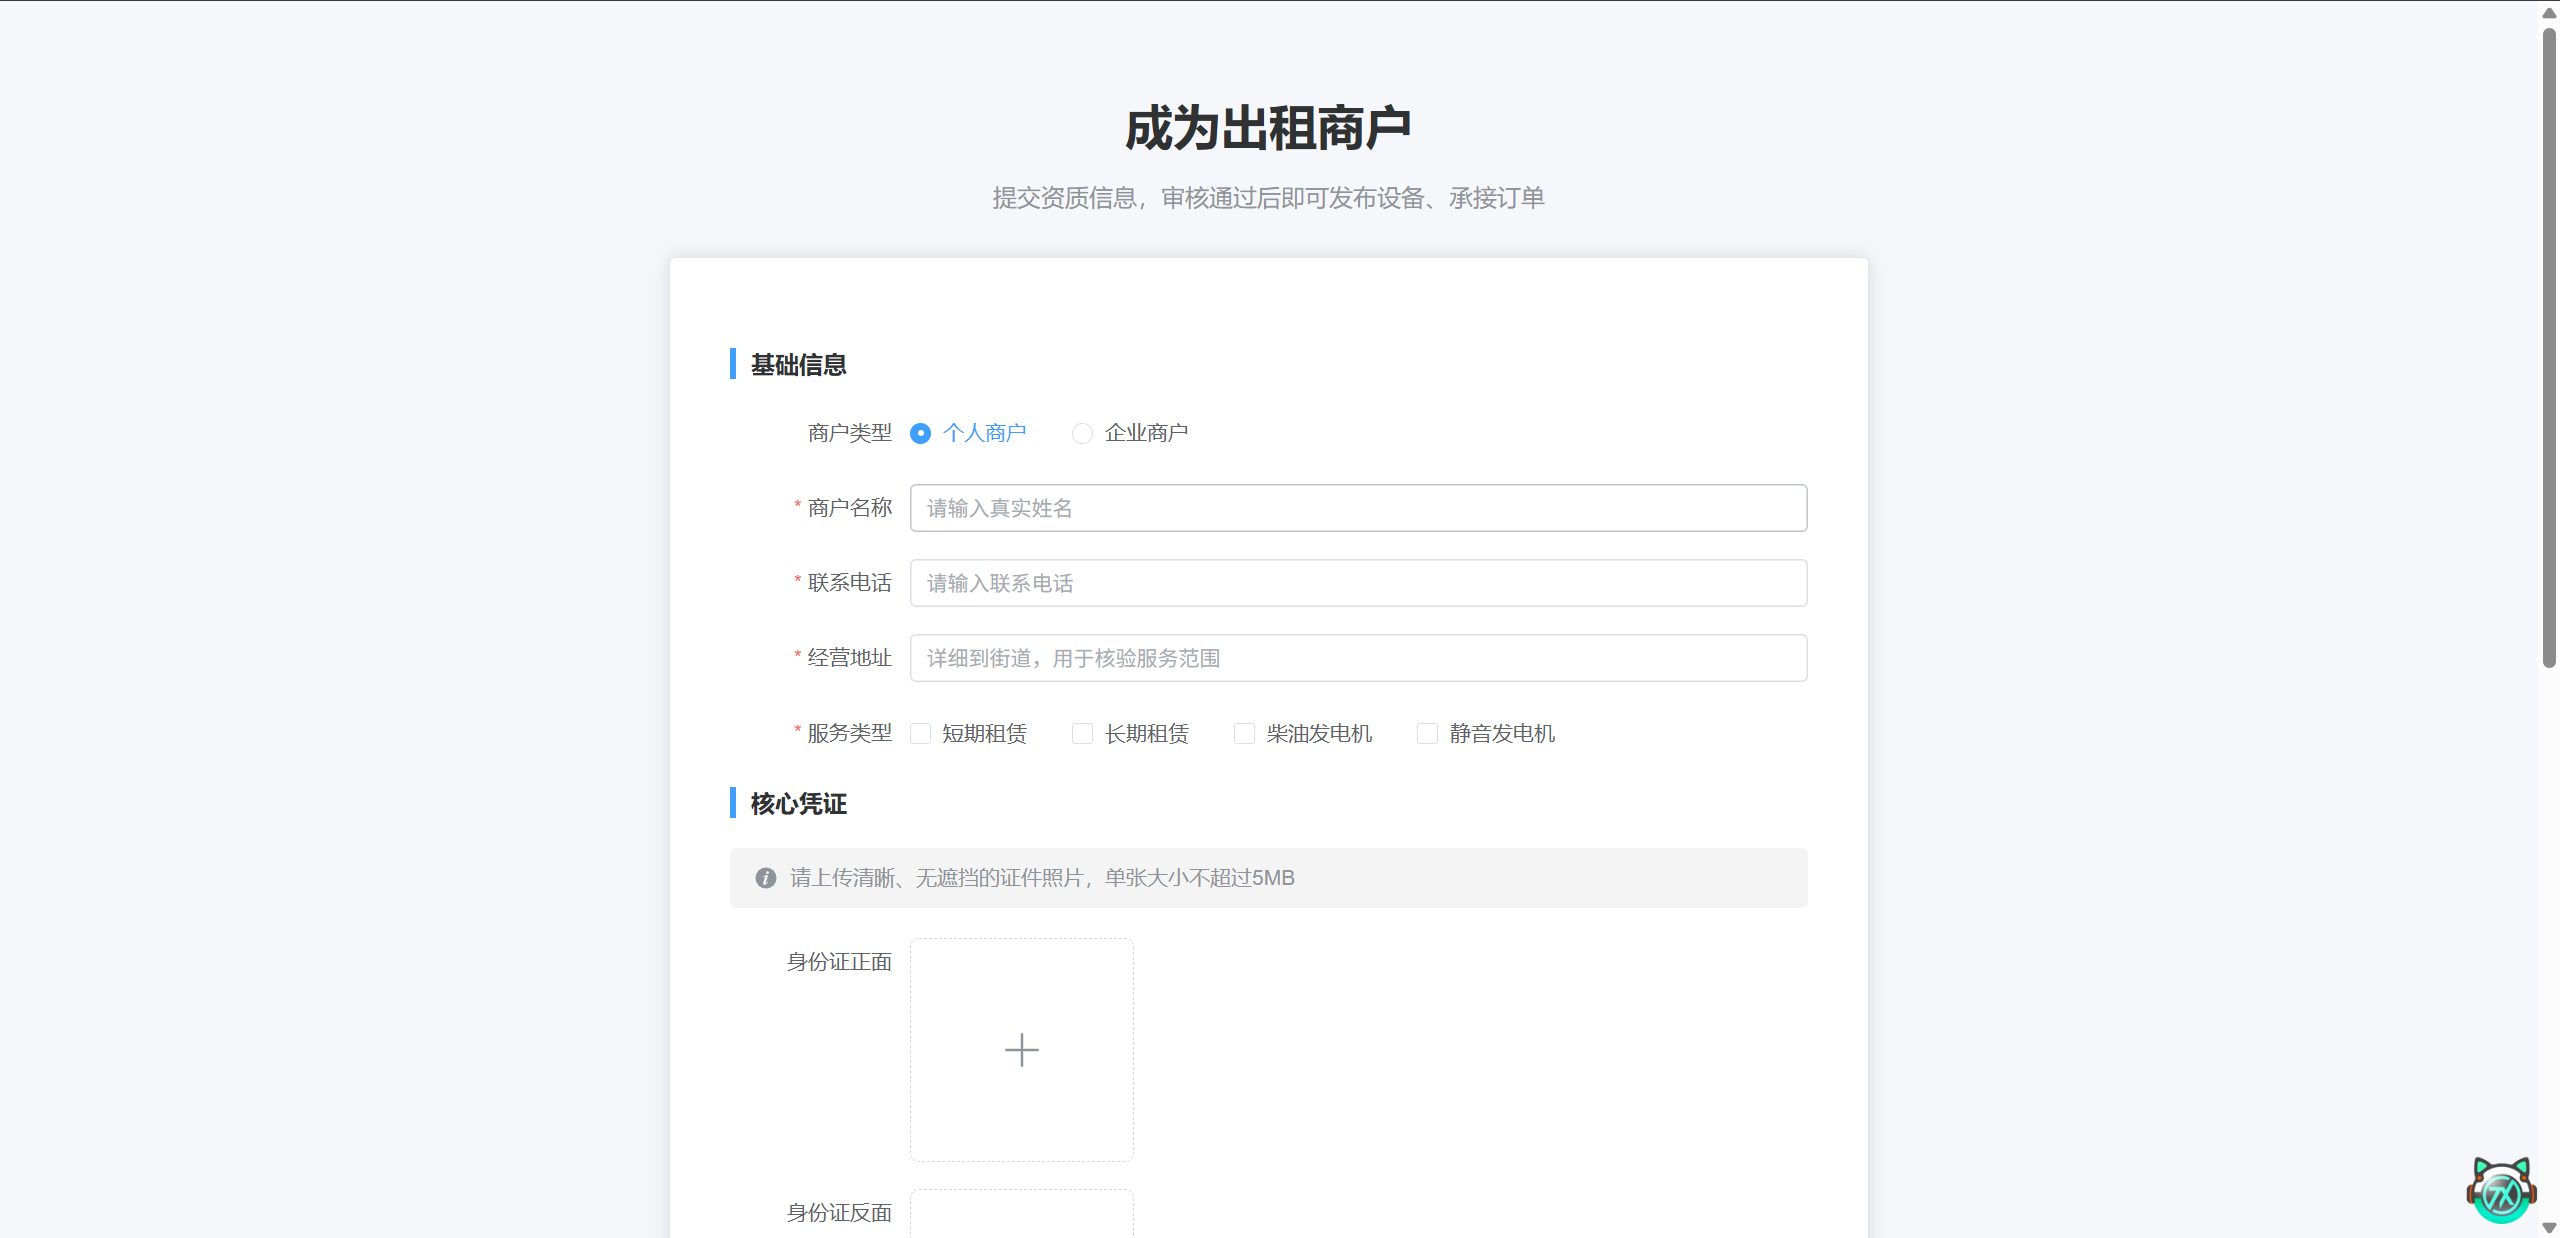 成为出租商户
提交资质信息，审核通过后即可发布设备、承接订单
基础信息
商户类型 个人商户 企业商户
* 商户名称 请输入真实姓名
* 联系电话 请输入联系电话
* 经营地址 详细到街道，用于核验服务范围
* 服务类型 短期租赁 长期租赁 柴油发电机 静音发电机
核心凭证
请上传清晰、无遮挡的证件照片，单张大小不超过5MB
身份证正面
身份证反面